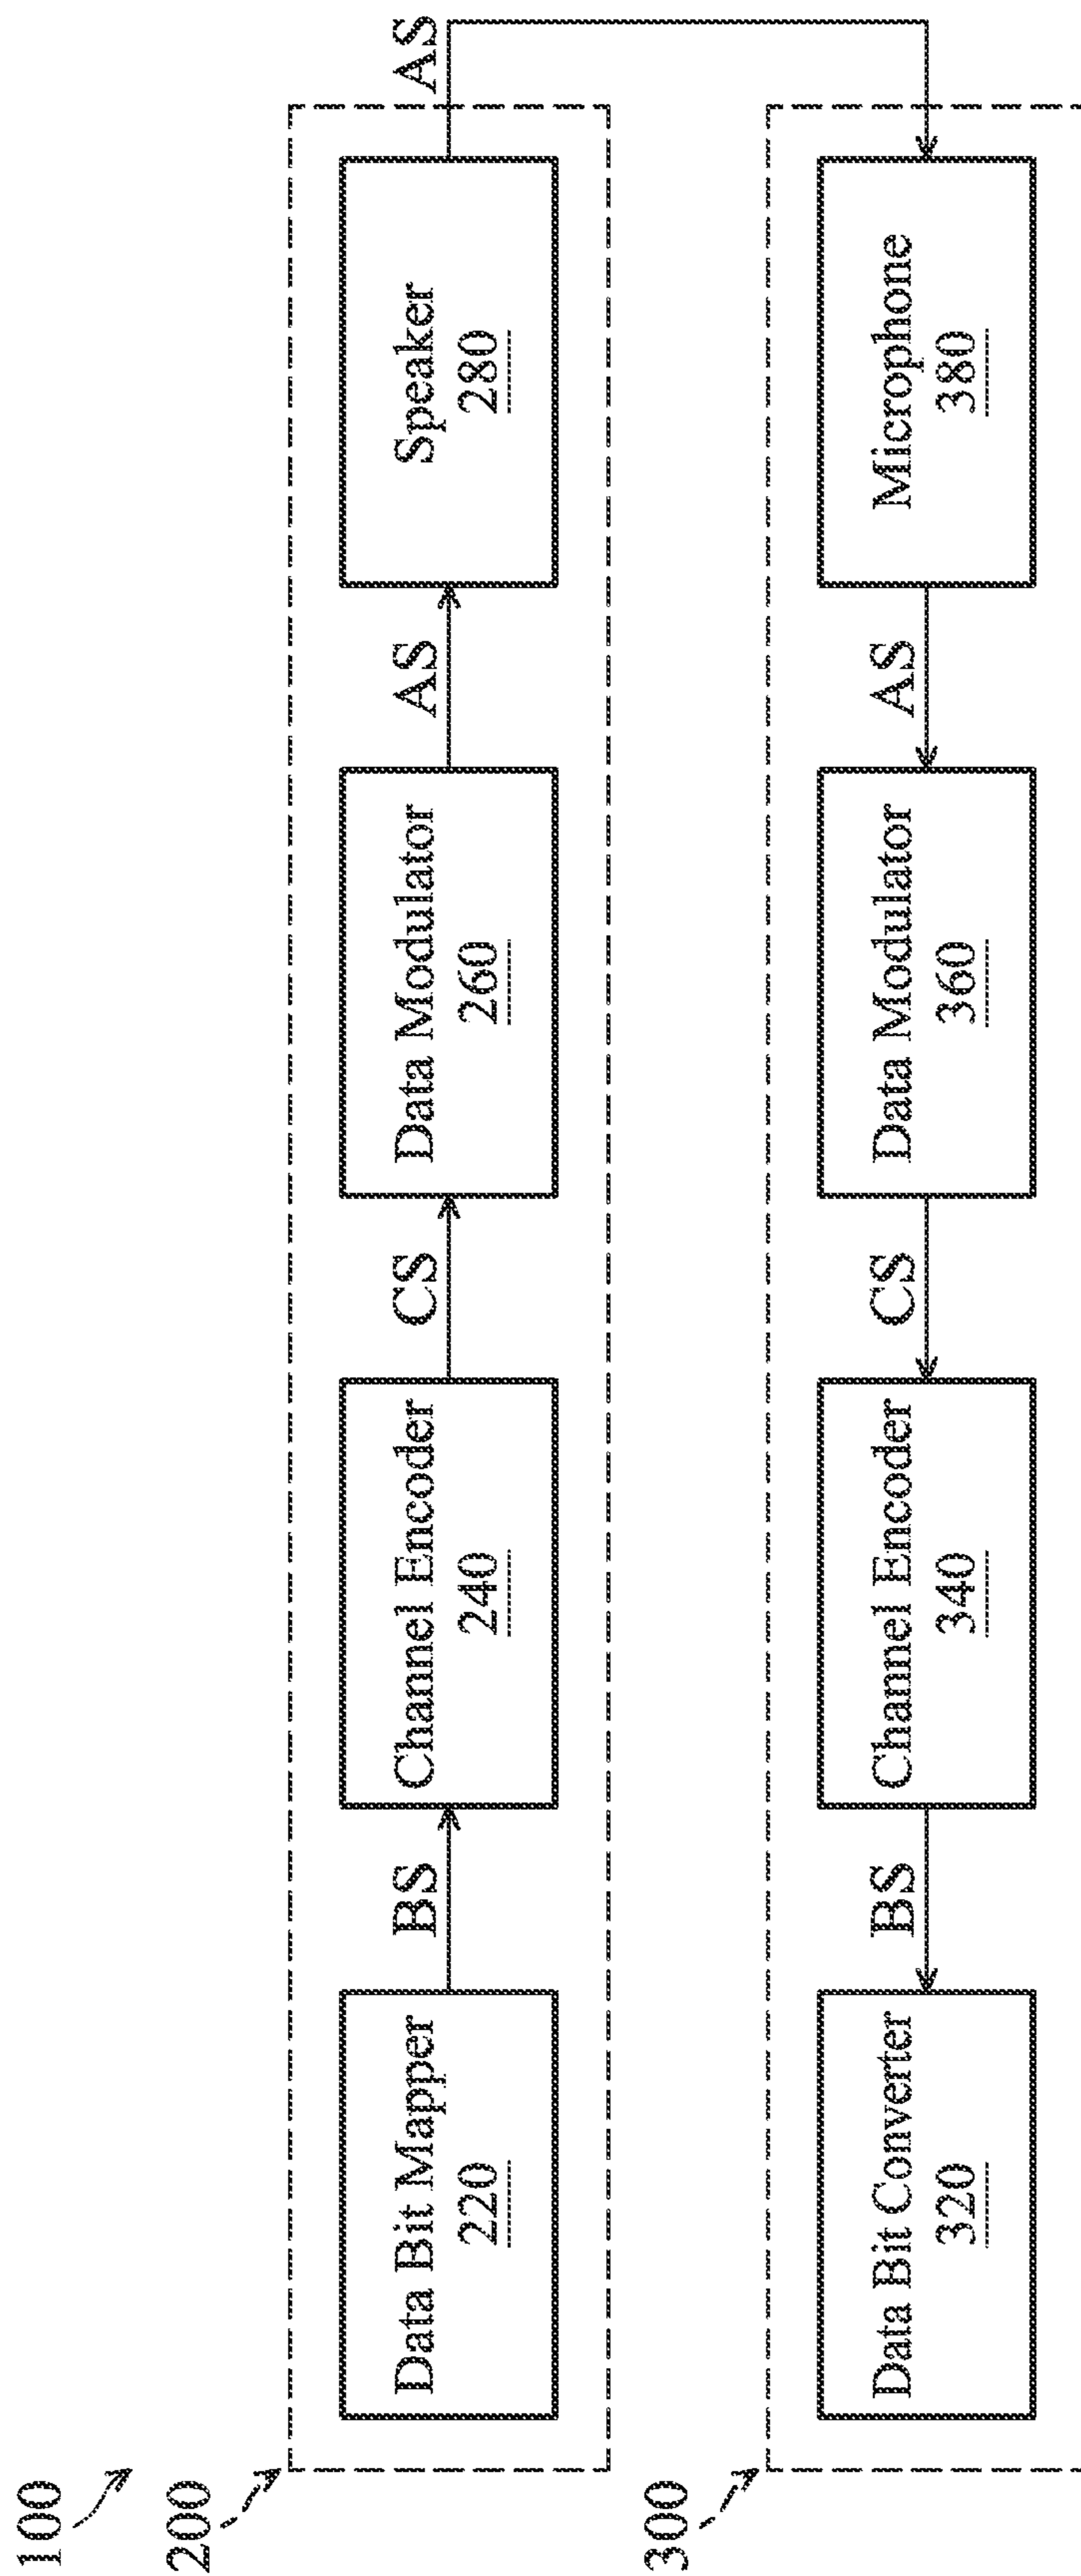 100
200
Data Bit Mapper
220
BS
Channel Encoder
240
CS
Data Modulator
260
AS
Speaker
280
AS
300
Data Bit Converter
320
BS
Channel Encoder
340
CS
Data Modulator
360
AS
Microphone
380